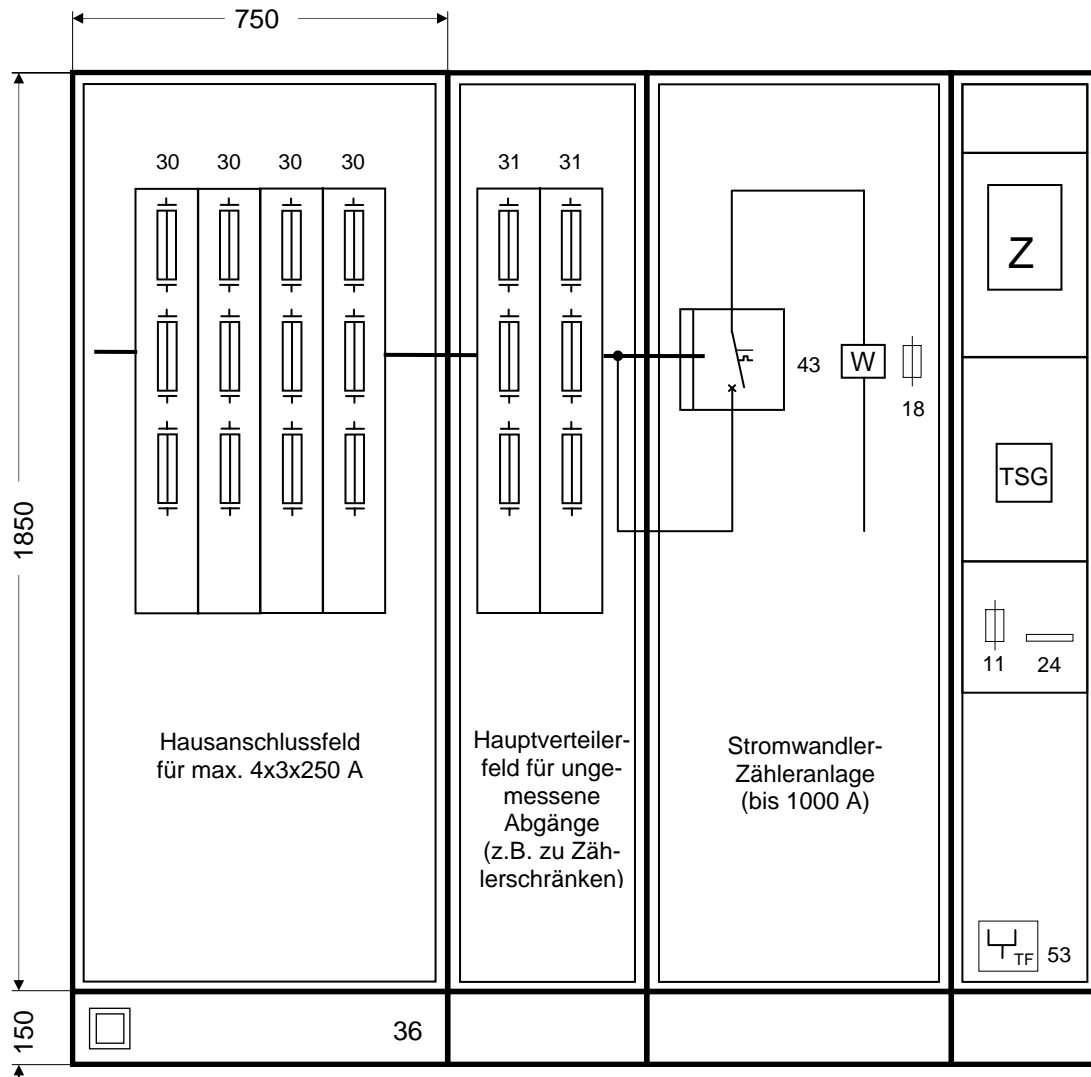 750
30 30 30 30
31 31
Z
43
W
18
TSG
1850
11 24
Hausanschlussfeld
für max. 4x3x250 A
Hauptverteiler-
feld für unge-
messene
Abgänge
(z.B. zu Zäh-
lerschränken)
Stromwandler-
Zähleranlage
(bis 1000 A)
TF 53
150
36